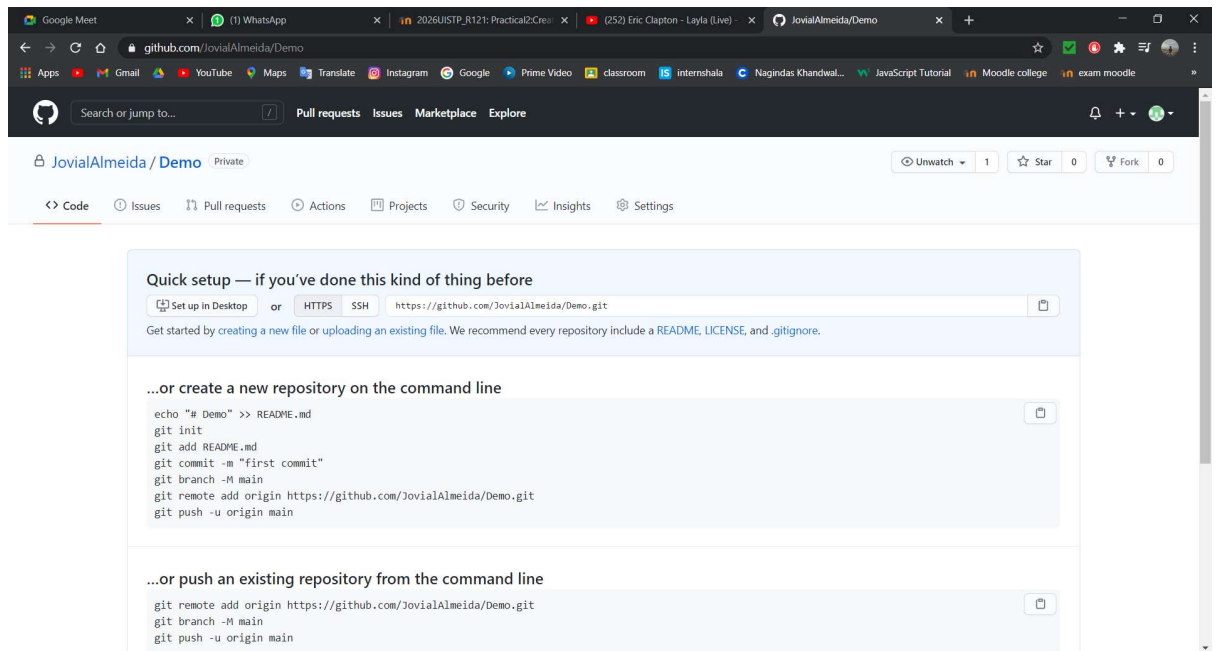 Google Meet
(1) WhatsApp
2026UISTP_R121: Practical2:Creat
(252) Eric Clapton - Layla (Live) -
JovialAlmeida/Demo
github.com/JovialAlmeida/Demo
Apps Gmail YouTube Maps Translate Instagram Google Prime Video classroom IS internshala C Nagindas Khandwal... JavaScript Tutorial Moodle college exam moodle »
Search or jump to... / Pull requests Issues Marketplace Explore
JovialAlmeida / Demo Private
Unwatch 1 Star 0 Fork 0
<> Code Issues Pull requests Actions Projects Security Insights Settings
Quick setup — if you've done this kind of thing before
Set up in Desktop or HTTPS SSH https://github.com/JovialAlmeida/Demo.git
Get started by creating a new file or uploading an existing file. We recommend every repository include a README, LICENSE, and .gitignore.
...or create a new repository on the command line
echo "# Demo" >> README.md
git init
git add README.md
git commit -m "first commit"
git branch -M main
git remote add origin https://github.com/JovialAlmeida/Demo.git
git push -u origin main
...or push an existing repository from the command line
git remote add origin https://github.com/JovialAlmeida/Demo.git
git branch -M main
git push -u origin main